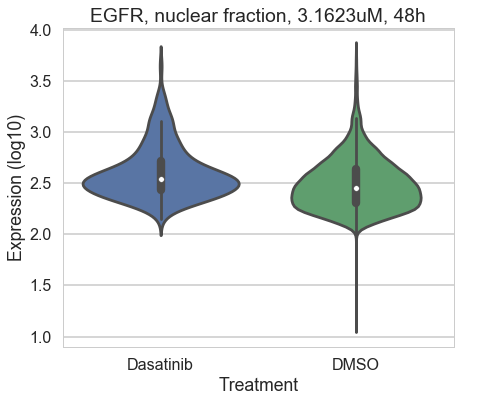 EGFR, nuclear fraction, 3.1623uM, 48h
4.0
3.5
3.0
2.5
2.0
1.5
1.0
Expression (log10)
Dasatinib
DMSO
Treatment